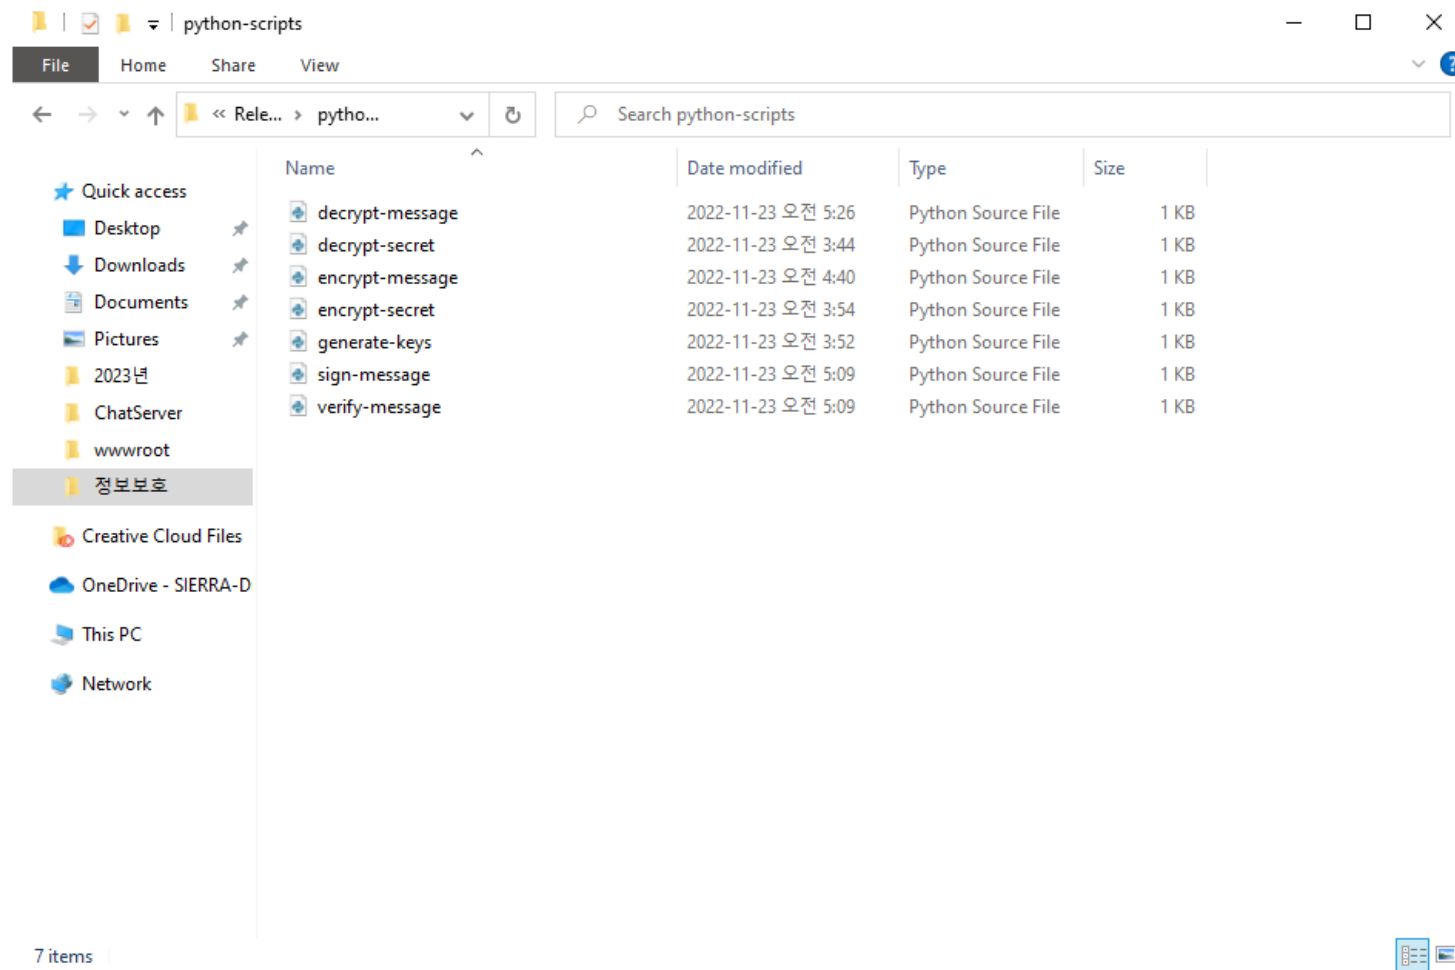 python-scripts
File Home Share View
« Rele... › pytho... Search python-scripts
Name Date modified Type Size
Quick access
Desktop
Downloads
Documents
Pictures
2023년
ChatServer
wwwroot
정보보호
Creative Cloud Files
OneDrive - SIERRA-D
This PC
Network
decrypt-message 2022-11-23 오전 5:26 Python Source File 1 KB
decrypt-secret 2022-11-23 오전 3:44 Python Source File 1 KB
encrypt-message 2022-11-23 오전 4:40 Python Source File 1 KB
encrypt-secret 2022-11-23 오전 3:54 Python Source File 1 KB
generate-keys 2022-11-23 오전 3:52 Python Source File 1 KB
sign-message 2022-11-23 오전 5:09 Python Source File 1 KB
verify-message 2022-11-23 오전 5:09 Python Source File 1 KB
7 items